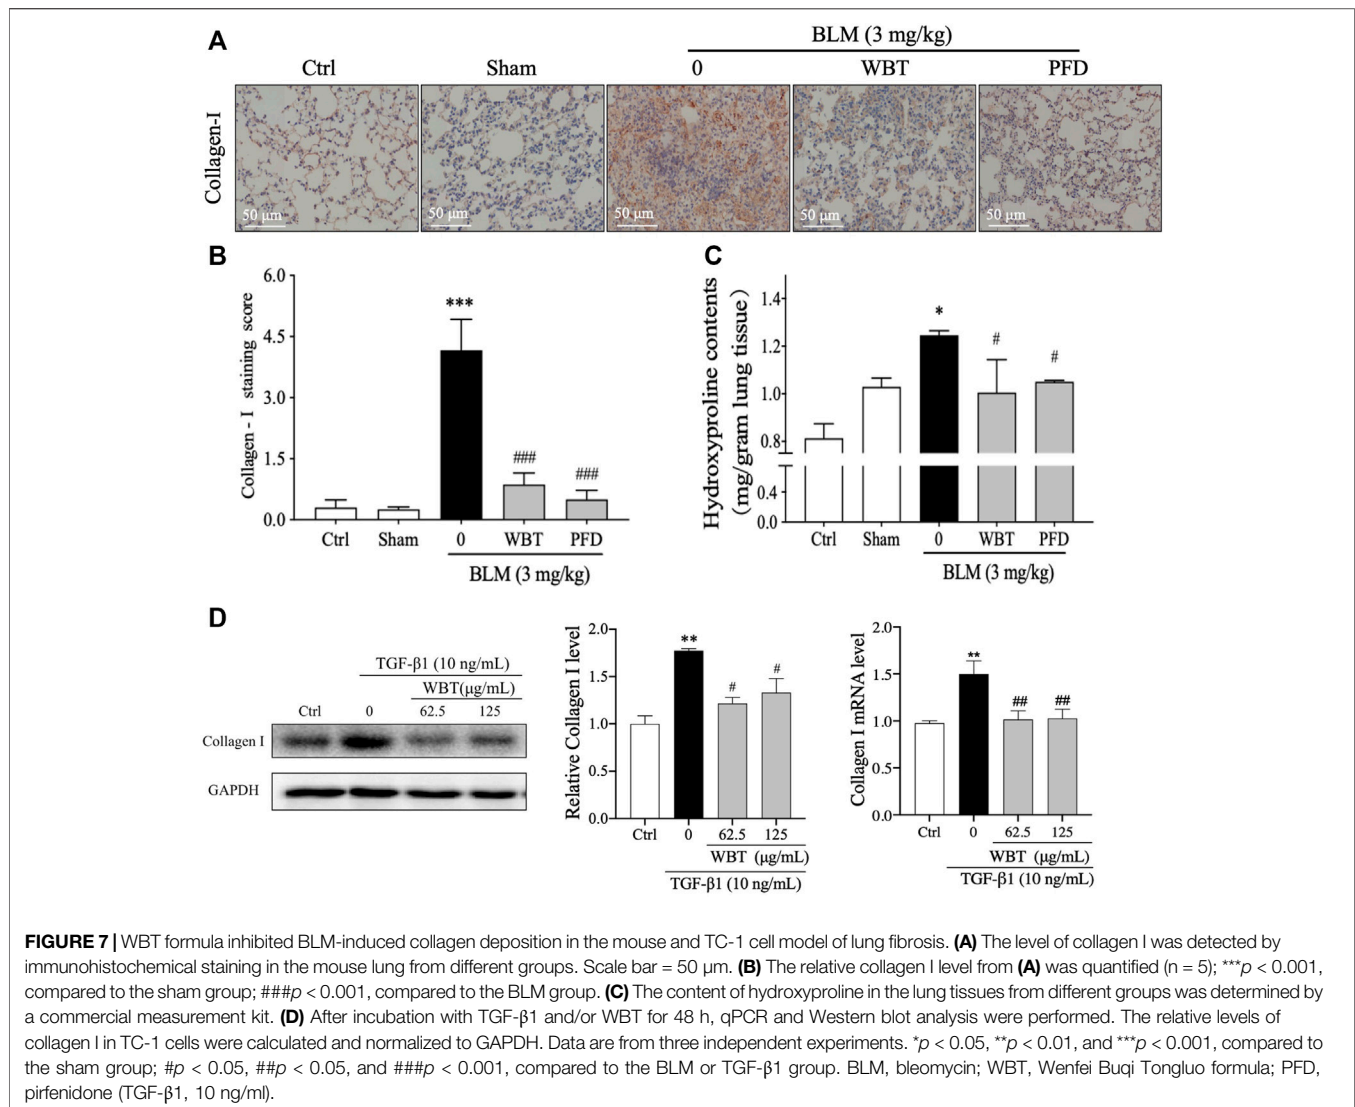 A
BLM (3 mg/kg)
Ctrl Sham 0 WBT PFD
Collagen-I
50 μm 50 μm 50 μm 50 μm 50 μm
B
Collagen - I staining score
6.0
4.5
3.0
1.5
0.0
***
###
###
Ctrl Sham 0 WBT PFD
BLM (3 mg/kg)
C
Hydroxyproline contents
(mg/gram lung tissue)
1.4
1.2
1.0
0.8
0.4
0.0
*
#
#
Ctrl Sham 0 WBT PFD
BLM (3 mg/kg)
D
TGF-β1 (10 ng/mL)
WBT(μg/mL)
Ctrl 0 62.5 125
Collagen I
GAPDH
Relative Collagen I level
2.0
1.5
1.0
0.5
0.0
**
#
#
Ctrl 0 62.5 125
WBT (μg/mL)
TGF-β1 (10 ng/mL)
Collagen I mRNA level
2.0
1.5
1.0
0.5
0.0
**
##
##
Ctrl 0 62.5 125
WBT (μg/mL)
TGF-β1 (10 ng/mL)
FIGURE 7 | WBT formula inhibited BLM-induced collagen deposition in the mouse and TC-1 cell model of lung fibrosis. (A) The level of collagen I was detected by
immunohistochemical staining in the mouse lung from different groups. Scale bar = 50 μm. (B) The relative collagen I level from (A) was quantified (n = 5); ***p < 0.001,
compared to the sham group; ###p < 0.001, compared to the BLM group. (C) The content of hydroxyproline in the lung tissues from different groups was determined by
a commercial measurement kit. (D) After incubation with TGF-β1 and/or WBT for 48 h, qPCR and Western blot analysis were performed. The relative levels of
collagen I in TC-1 cells were calculated and normalized to GAPDH. Data are from three independent experiments. *p < 0.05, **p < 0.01, and ***p < 0.001, compared to
the sham group; #p < 0.05, ##p < 0.05, and ###p < 0.001, compared to the BLM or TGF-β1 group. BLM, bleomycin; WBT, Wenfei Buqi Tongluo formula; PFD,
pirfenidone (TGF-β1, 10 ng/ml).